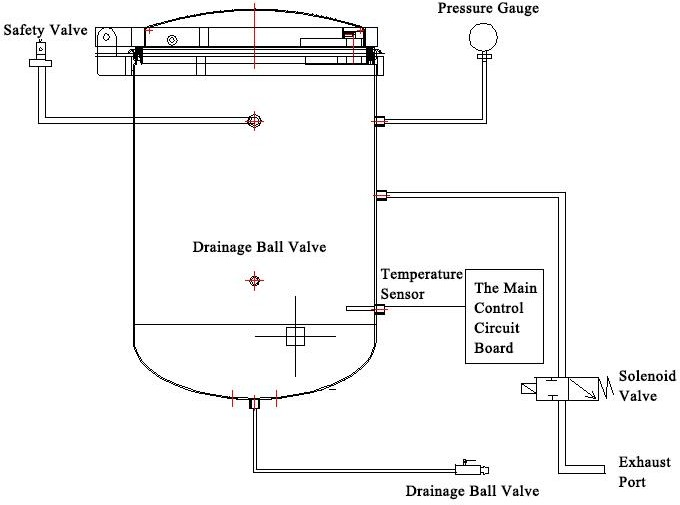 Pressure Gauge
Safety Valve
Drainage Ball Valve
Temperature
Sensor
The Main
Control
Circuit
Board
Solenoid
Valve
Exhaust
Port
Drainage Ball Valve